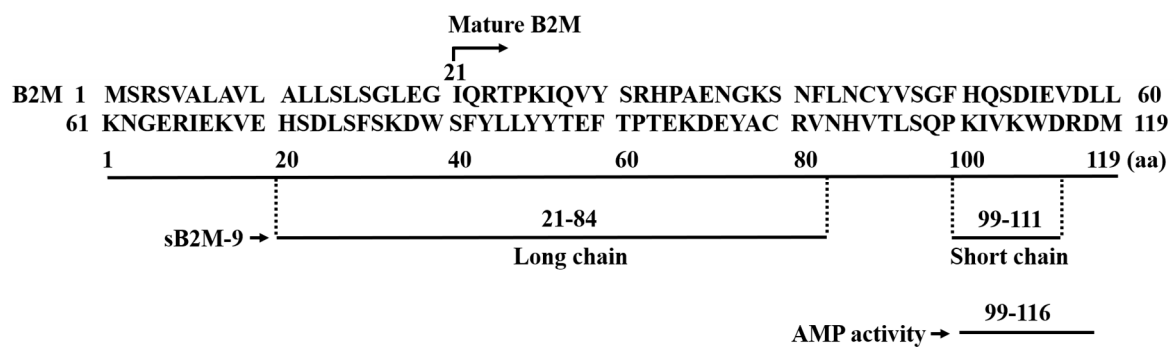 Mature B2M
21
B2M 1 MSRSVALAVL ALLSLSGLEG IQRTPKIQVY SRHPAENGKS NFLNCYVSGF HQSDIEVDLL 60
61 KNGERIEKVE HSDLSFSKDW SFYLLYYTEF TPTEKDEYAC RVNHVTLSQP KIVKWDRDM 119
1 20 40 60 80 100 119 (aa)
21-84 99-111
sB2M-9
Long chain Short chain
99-116
AMP activity